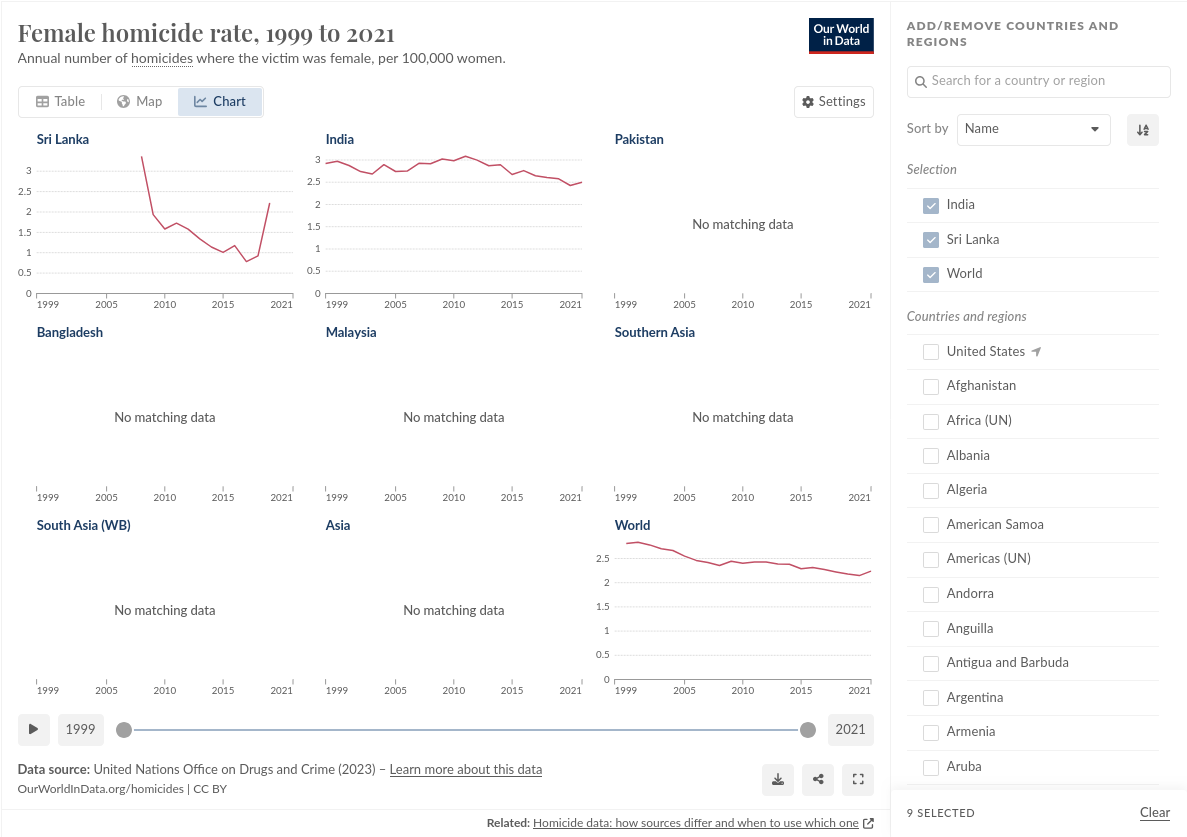 Female homicide rate, 1999 to 2021
Annual number of homicides where the victim was female, per 100,000 women.
Our World
in Data
Table
Map
Chart
Settings
Sri Lanka
3
2.5
2
1.5
1
0.5
0
1999
2005
2010
2015
2021
India
3
2.5
2
1.5
1
0.5
0
1999
2005
2010
2015
2021
Pakistan
No matching data
1999
2005
2010
2015
2021
Bangladesh
No matching data
1999
2005
2010
2015
2021
Malaysia
No matching data
1999
2005
2010
2015
2021
Southern Asia
No matching data
1999
2005
2010
2015
2021
South Asia (WB)
No matching data
1999
2005
2010
2015
2021
Asia
No matching data
1999
2005
2010
2015
2021
World
2.5
2
1.5
1
0.5
0
1999
2005
2010
2015
2021
1999
2021
Data source: United Nations Office on Drugs and Crime (2023) – Learn more about this data
OurWorldInData.org/homicides | CC BY
Related: Homicide data: how sources differ and when to use which one
ADD/REMOVE COUNTRIES AND
REGIONS
Search for a country or region
Sort by
Name
AZ
Selection
India
Sri Lanka
World
Countries and regions
United States
Afghanistan
Africa (UN)
Albania
Algeria
American Samoa
Americas (UN)
Andorra
Anguilla
Antigua and Barbuda
Argentina
Armenia
Aruba
9 SELECTED
Clear